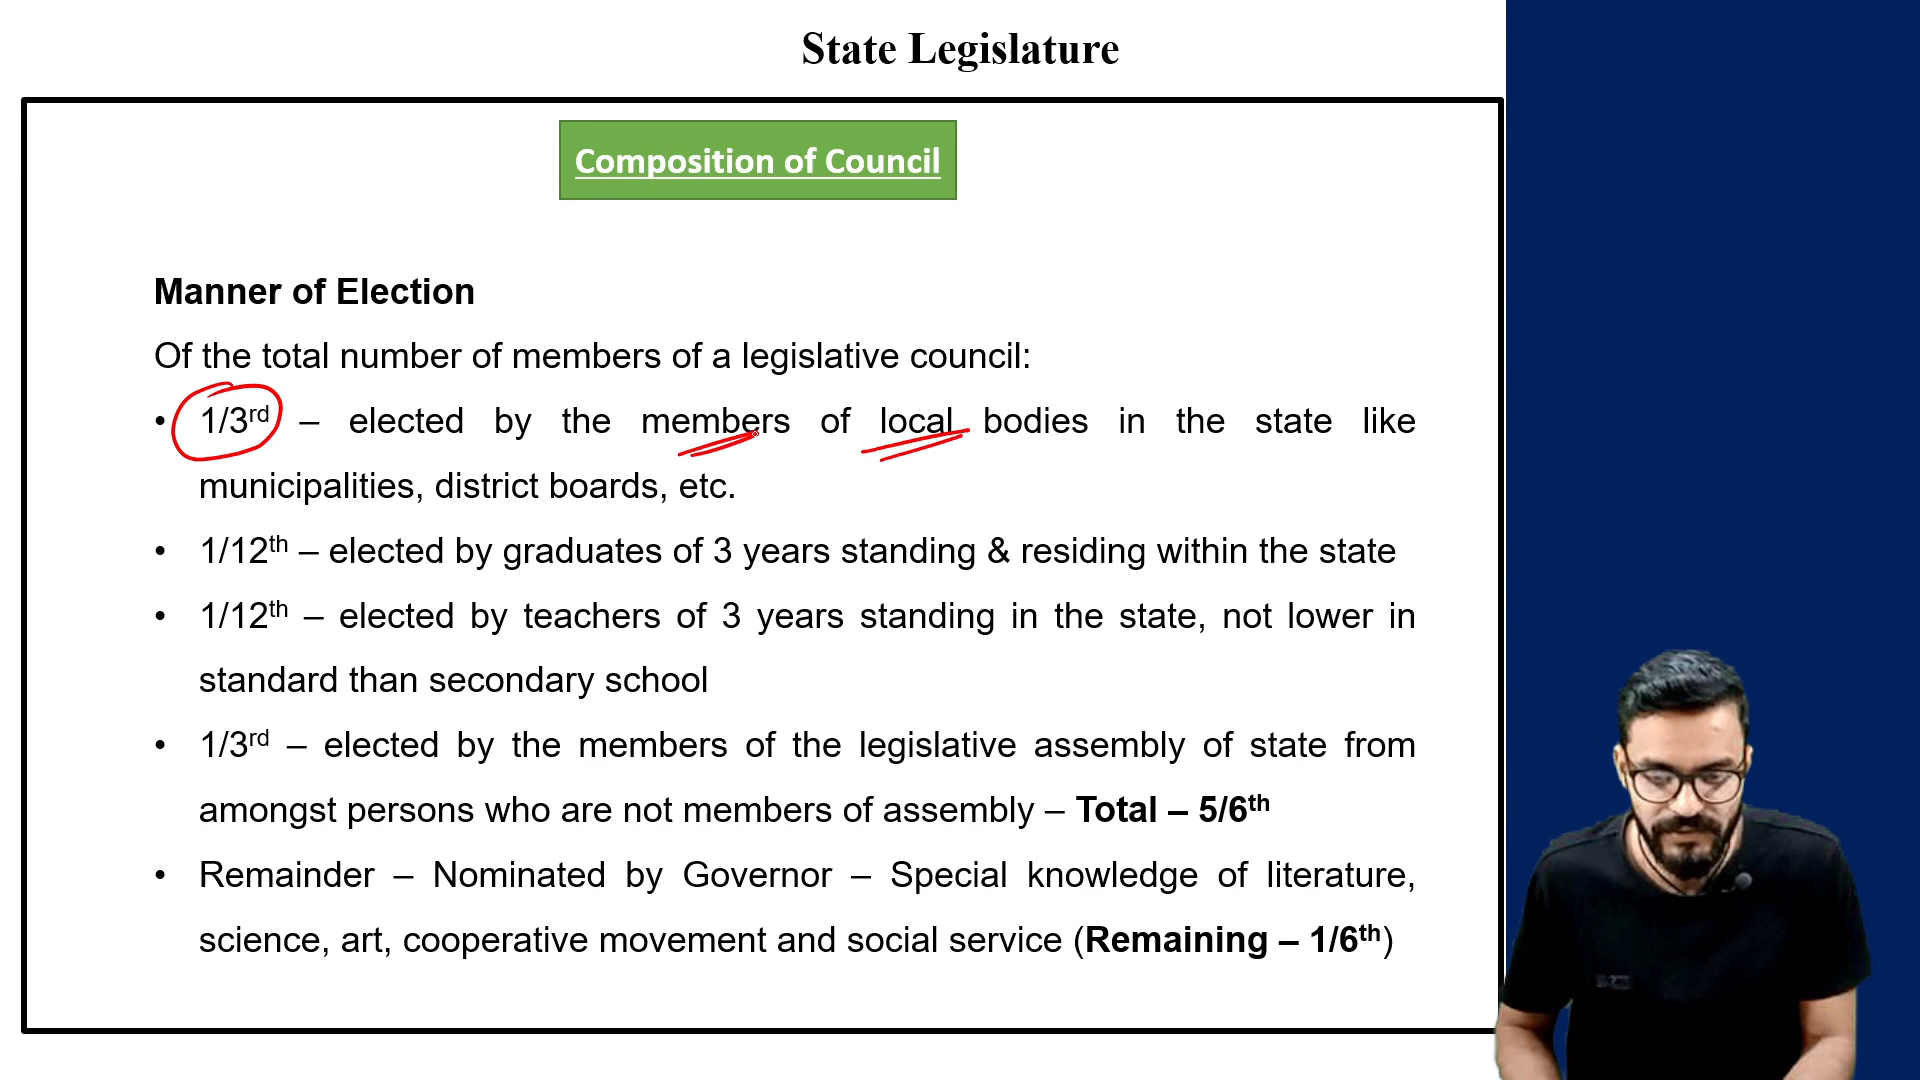 State Legislature
Composition of Council
Manner of Election
Of the total number of members of a legislative council:
• 1/3rd – elected by the members of local bodies in the state like
municipalities, district boards, etc.
• 1/12th – elected by graduates of 3 years standing & residing within the state
• 1/12th – elected by teachers of 3 years standing in the state, not lower in
standard than secondary school
• 1/3rd – elected by the members of the legislative assembly of state from
amongst persons who are not members of assembly – Total – 5/6th
• Remainder – Nominated by Governor – Special knowledge of literature,
science, art, cooperative movement and social service (Remaining – 1/6th)